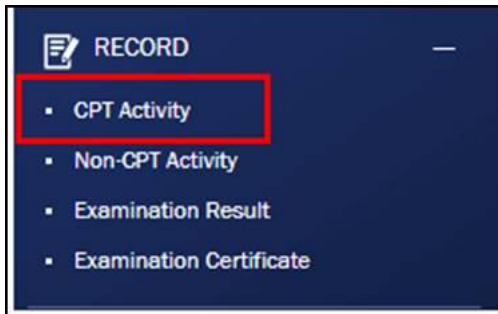 RECORD
CPT Activity
Non-CPT Activity
Examination Result
Examination Certificate